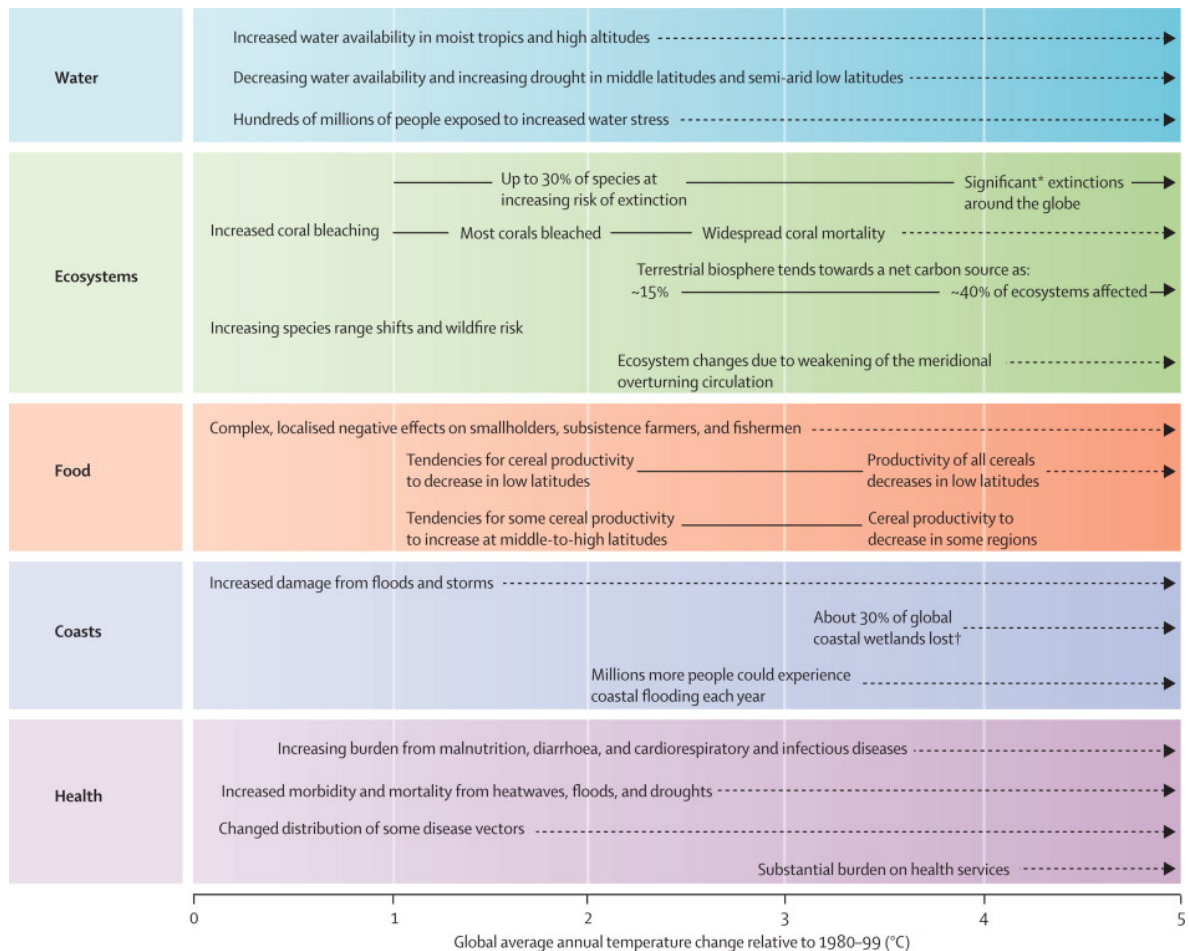 Water
Increased water availability in moist tropics and high altitudes
Decreasing water availability and increasing drought in middle latitudes and semi-arid low latitudes
Hundreds of millions of people exposed to increased water stress
Ecosystems
Up to 30% of species at
increasing risk of extinction
Significant* extinctions
around the globe
Increased coral bleaching
Most corals bleached
Widespread coral mortality
Terrestrial biosphere tends towards a net carbon source as:
~15%
~40% of ecosystems affected
Increasing species range shifts and wildfire risk
Ecosystem changes due to weakening of the meridional
overturning circulation
Food
Complex, localised negative effects on smallholders, subsistence farmers, and fishermen
Tendencies for cereal productivity
to decrease in low latitudes
Productivity of all cereals
decreases in low latitudes
Tendencies for some cereal productivity
to increase at middle-to-high latitudes
Cereal productivity to
decrease in some regions
Coasts
Increased damage from floods and storms
About 30% of global
coastal wetlands lost†
Millions more people could experience
coastal flooding each year
Health
Increasing burden from malnutrition, diarrhoea, and cardiorespiratory and infectious diseases
Increased morbidity and mortality from heatwaves, floods, and droughts
Changed distribution of some disease vectors
Substantial burden on health services
0 1 2 3 4 5
Global average annual temperature change relative to 1980–99 (°C)